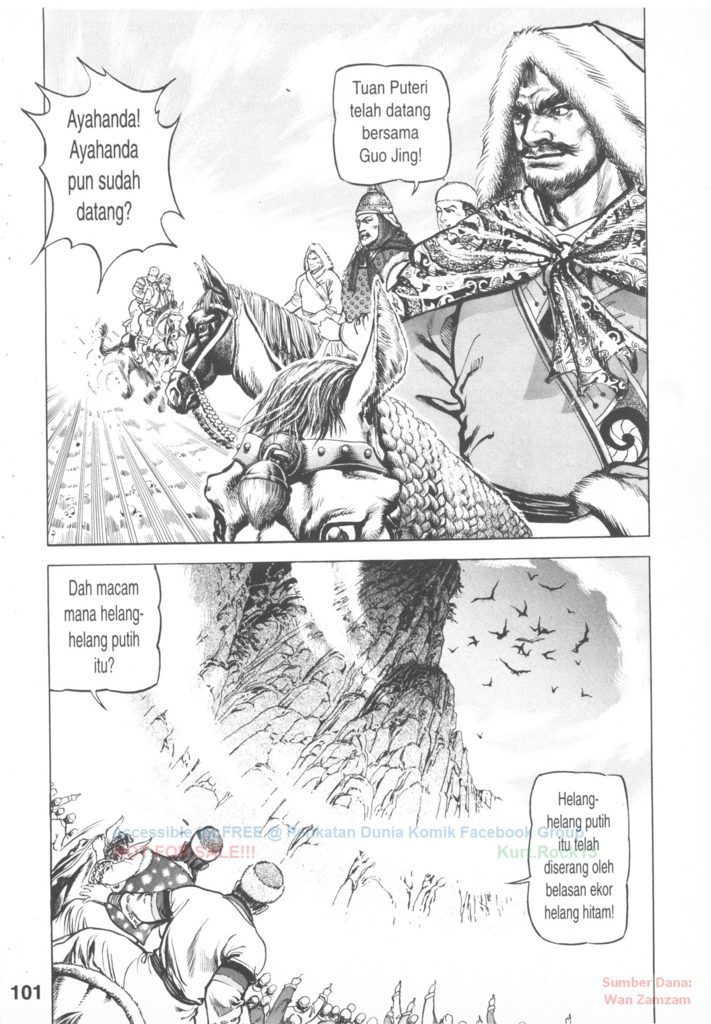 Ayahanda!
Ayahanda
pun sudah
datang?
Tuan Puteri
telah datang
bersama
Guo Jing!
Dah macam
mana helang-
helang putih
itu?
Helang-
helang putih
itu telah
diserang oleh
belasan ekor
helang hitam!
Accessible for FREE @ Pakatan Dunia Komik Facebook Group
NOT FOR SALE!!!
Kurt.Rock13
101
Sumber Dana:
Wan Zamzam